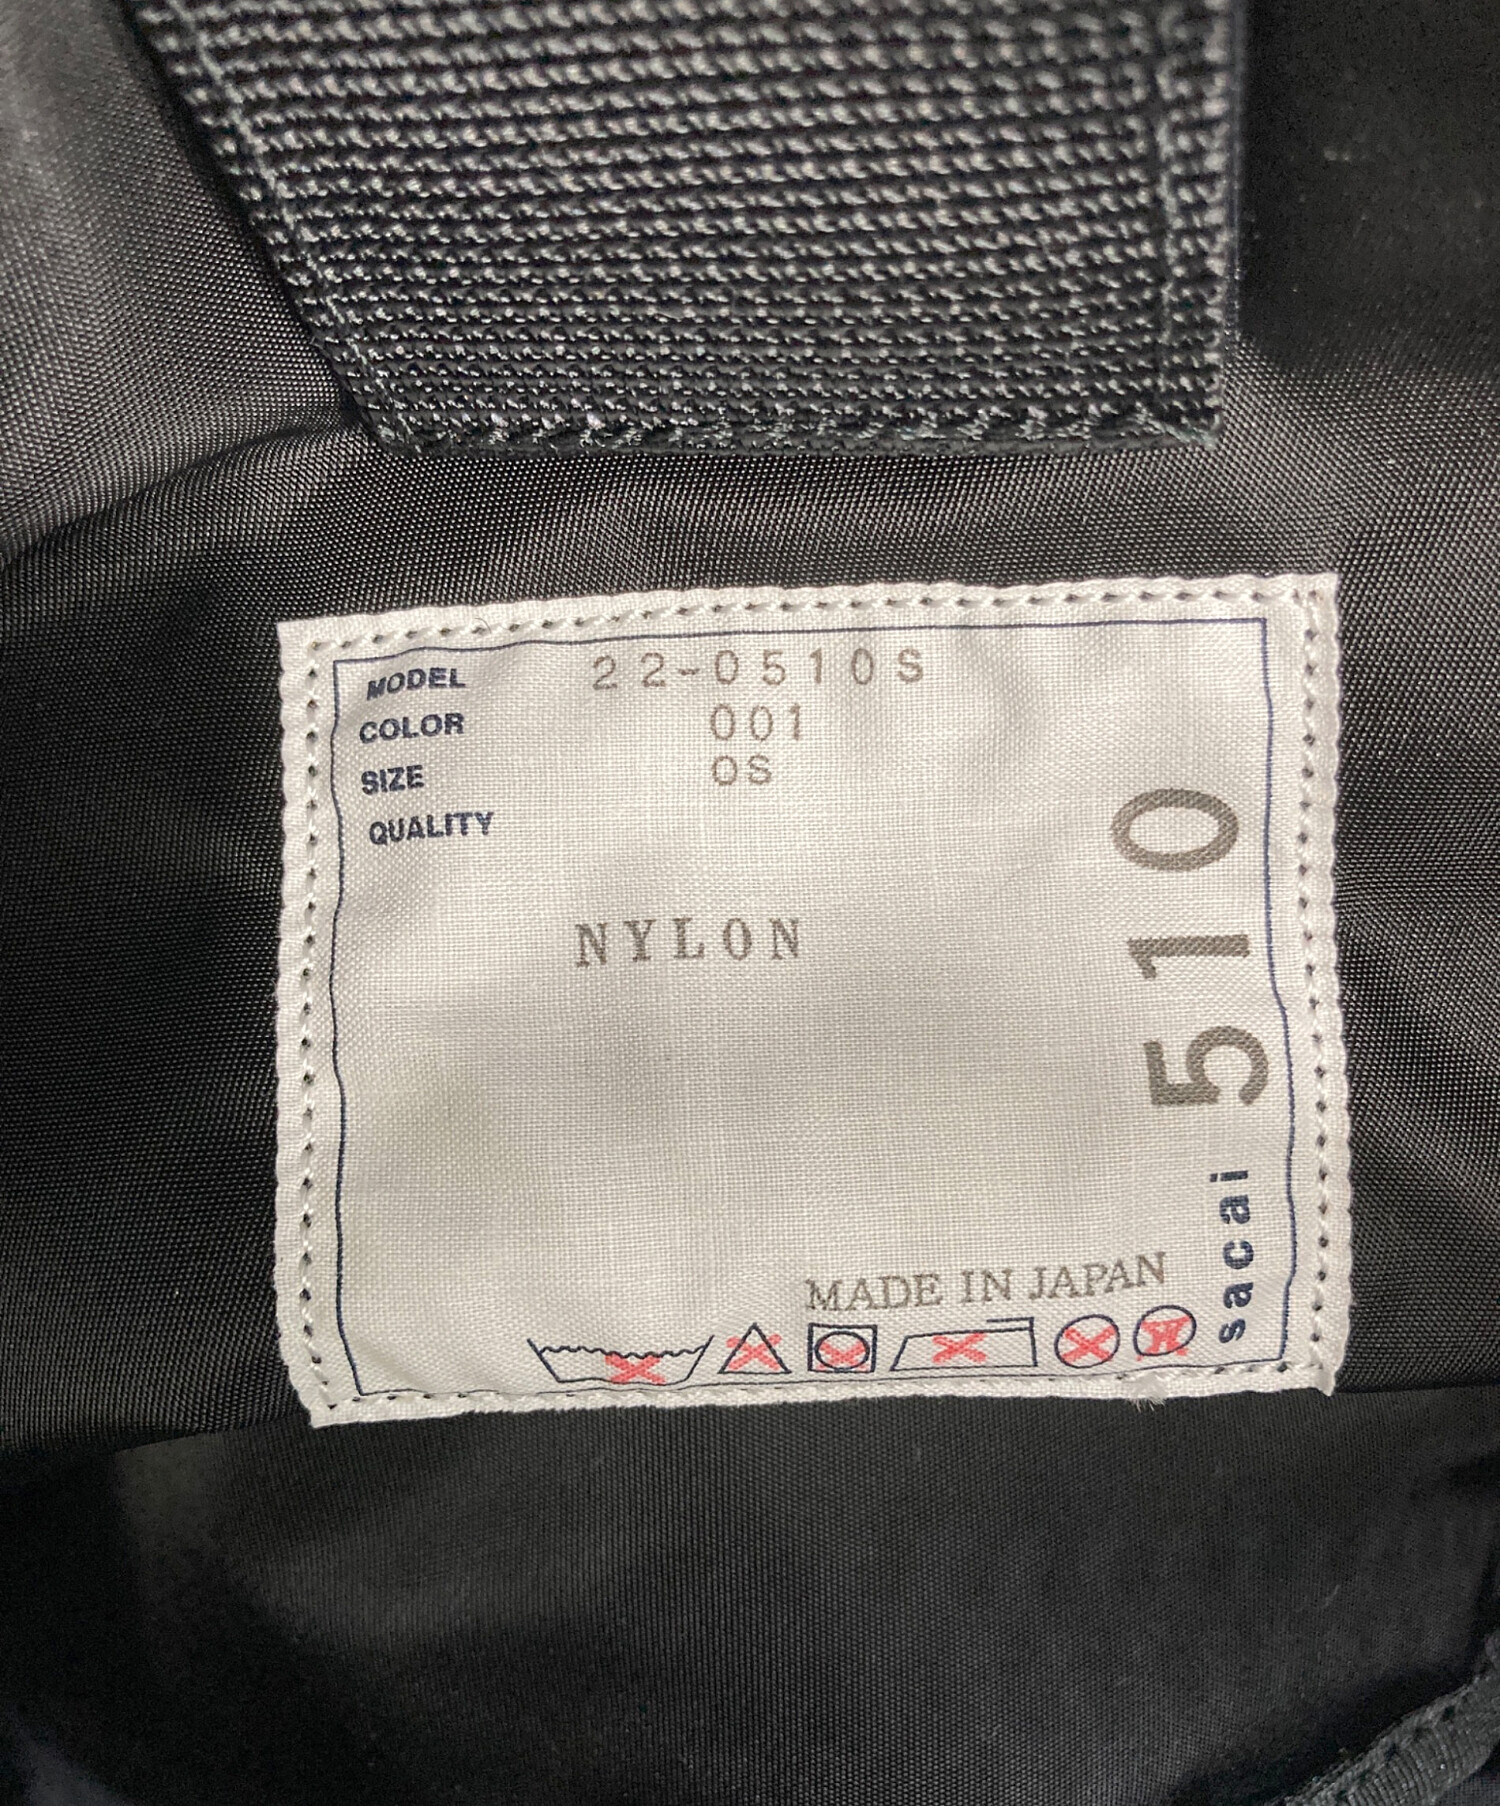 MODEL 22-0510S
COLOR 001
SIZE OS
QUALITY
NYLON
MADE IN JAPAN
sacai 510